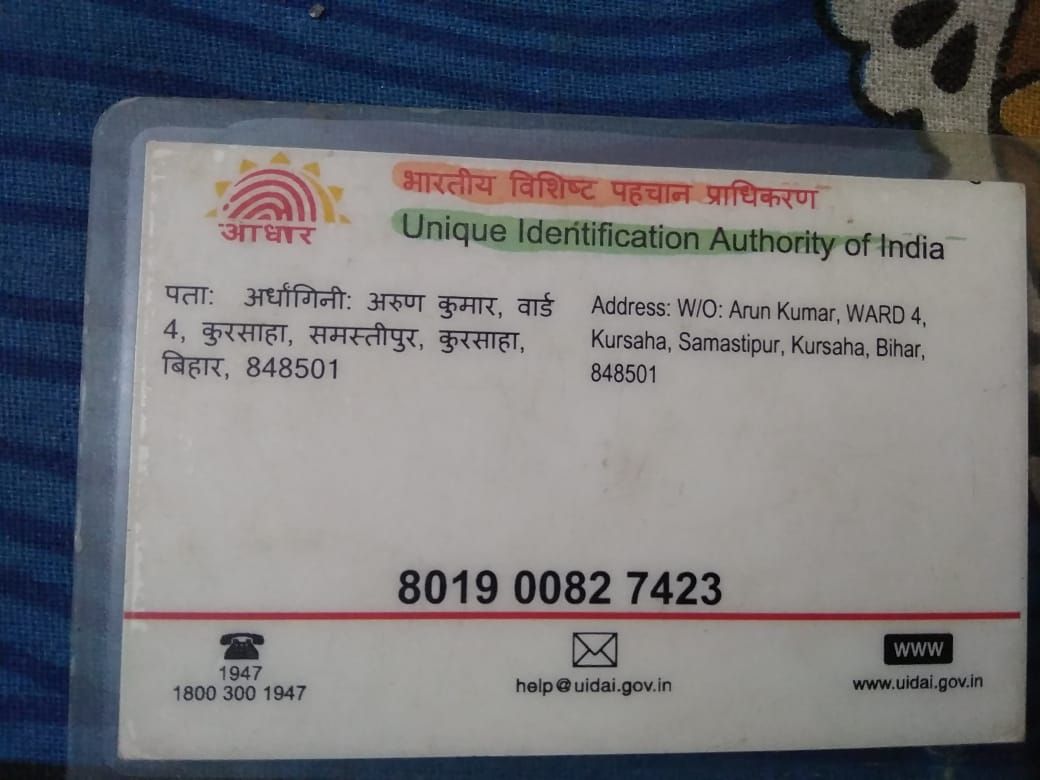 आधार
भारतीय विशिष्ट पहचान प्राधिकरण
Unique Identification Authority of India
पता: अर्धांगिनी: अरुण कुमार, वार्ड
4, कुरसाहा, समस्तीपुर, कुरसाहा,
बिहार, 848501
Address: W/O: Arun Kumar, WARD 4,
Kursaha, Samastipur, Kursaha, Bihar,
848501
8019 0082 7423
1947
1800 300 1947
help@uidai.gov.in
www
www.uidai.gov.in